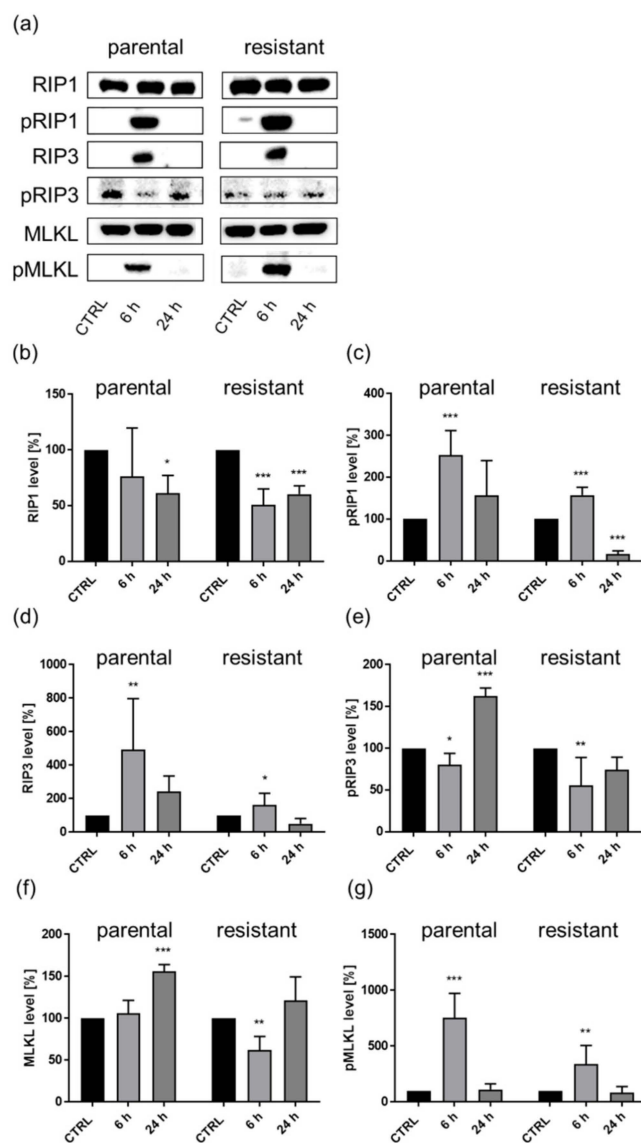 (a)
parental resistant
RIP1
pRIP1
RIP3
pRIP3
MLKL
pMLKL
CTRL 6 h 24 h CTRL 6 h 24 h
(b)
parental resistant
RIP1 level [%]
150
100
50
0
* *** ***
CTRL 6 h 24 h CTRL 6 h 24 h
(c)
parental resistant
pRIP1 level [%]
400
300
200
100
0
*** *** ***
CTRL 6 h 24 h CTRL 6 h 24 h
(d)
parental resistant
RIP3 level [%]
1000
800
600
400
200
0
** *
CTRL 6 h 24 h CTRL 6 h 24 h
(e)
parental resistant
pRIP3 level [%]
200
150
100
50
0
* *** **
CTRL 6 h 24 h CTRL 6 h 24 h
(f)
parental resistant
MLKL level [%]
200
150
100
50
0
*** **
CTRL 6 h 24 h CTRL 6 h 24 h
(g)
parental resistant
pMLKL level [%]
1500
1000
500
0
*** **
CTRL 6 h 24 h CTRL 6 h 24 h